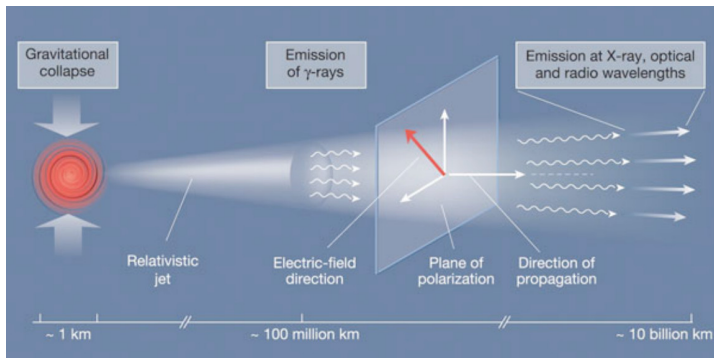 Gravitational
collapse
Emission
of γ-rays
Emission at X-ray, optical
and radio wavelengths
Relativistic
jet
Electric-field
direction
Plane of
polarization
Direction of
propagation
~ 1 km
~ 100 million km
~ 10 billion km